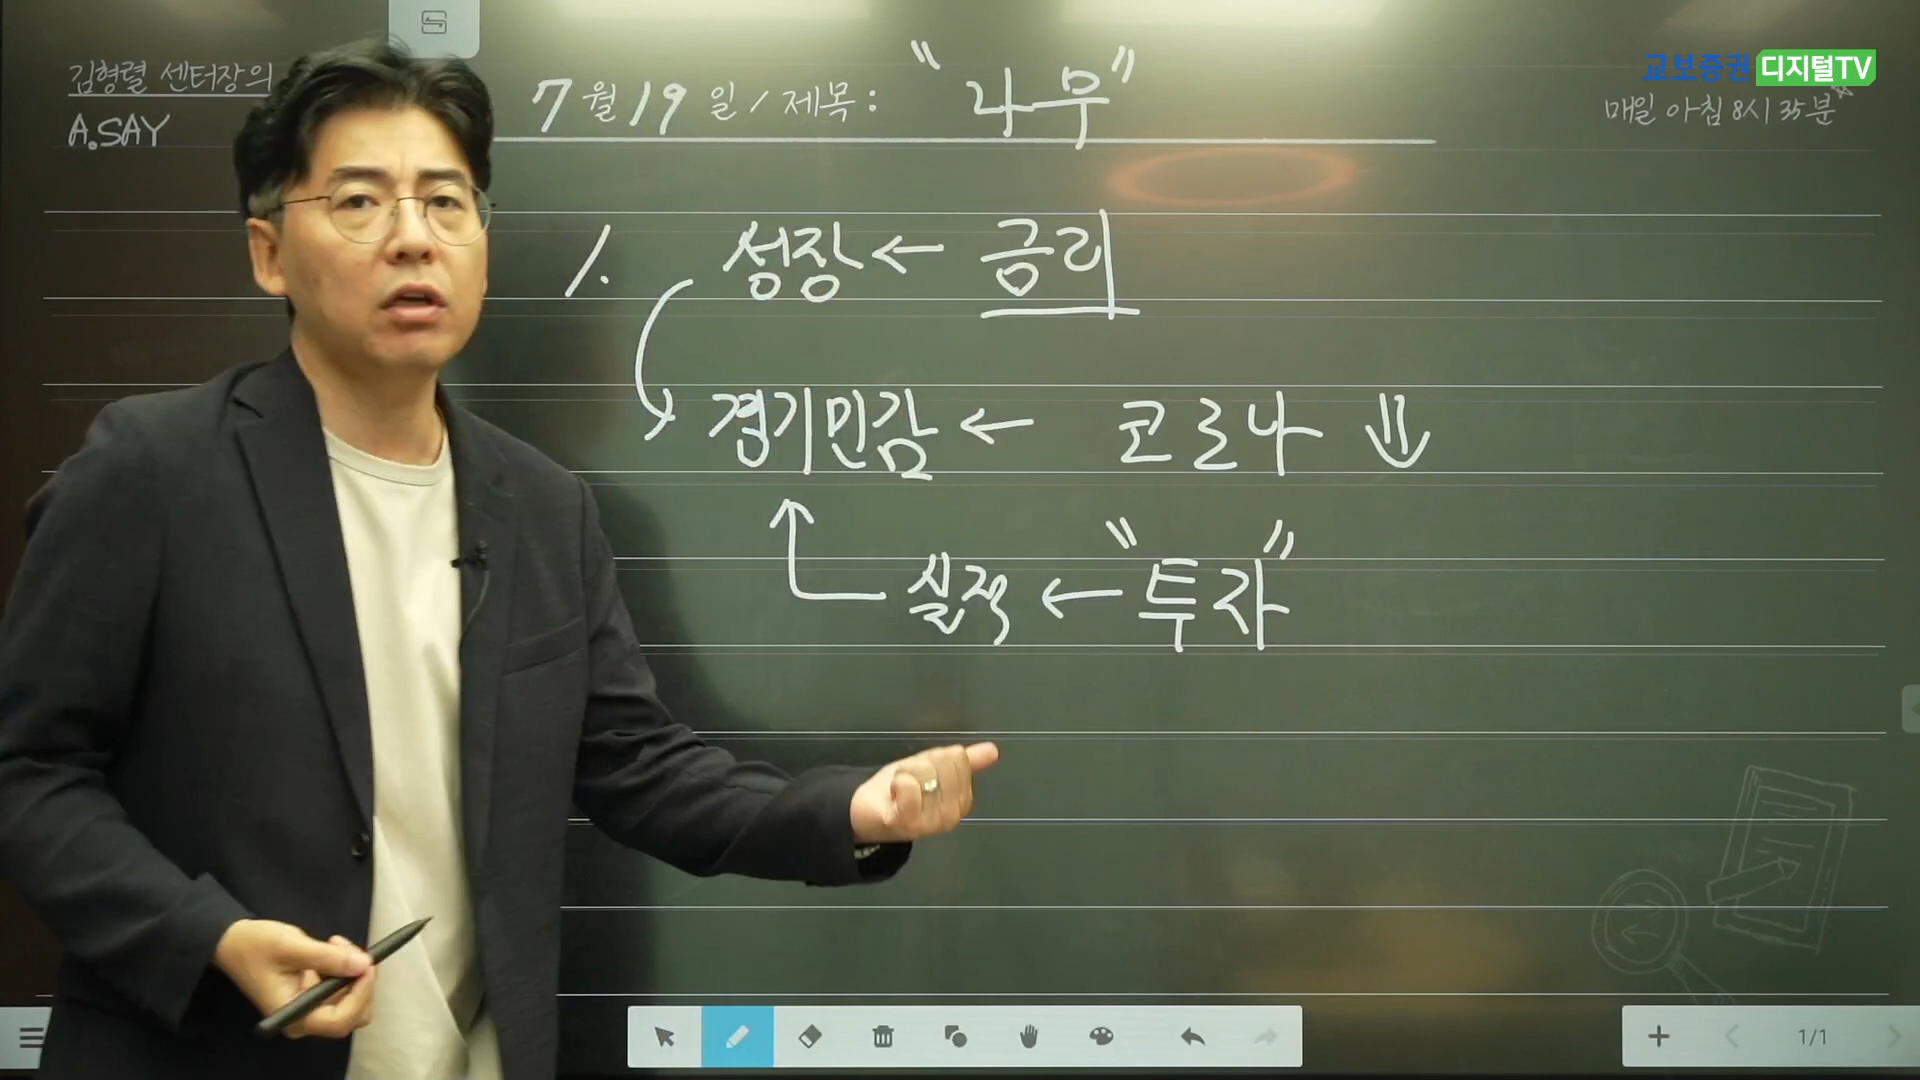 김형렬 센터장의
A.SAY
7월 19일 / 제목: "나무"
교보증권 디지털TV
매일 아침 8시 35분
1. 성장 ← 금리
경기민감 ← 코로나 ⇓
실적 ← "투자"
1/1